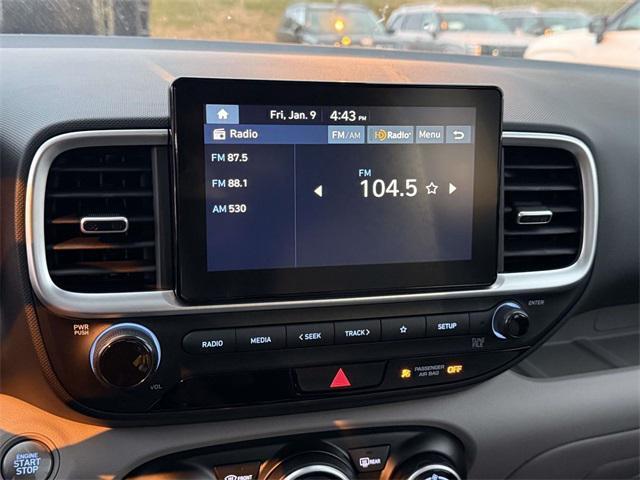 Fri, Jan. 9 4:43 PM
Radio FM/AM HD Radio Menu
FM 87.5
FM 88.1
AM 530
FM
104.5
PWR
PUSH
VOL
RADIO MEDIA < SEEK TRACK > SETUP
ENTER
TUNE
FILE
PASSENGER
AIR BAG OFF
ENGINE
START
STOP
FRONT
REAR